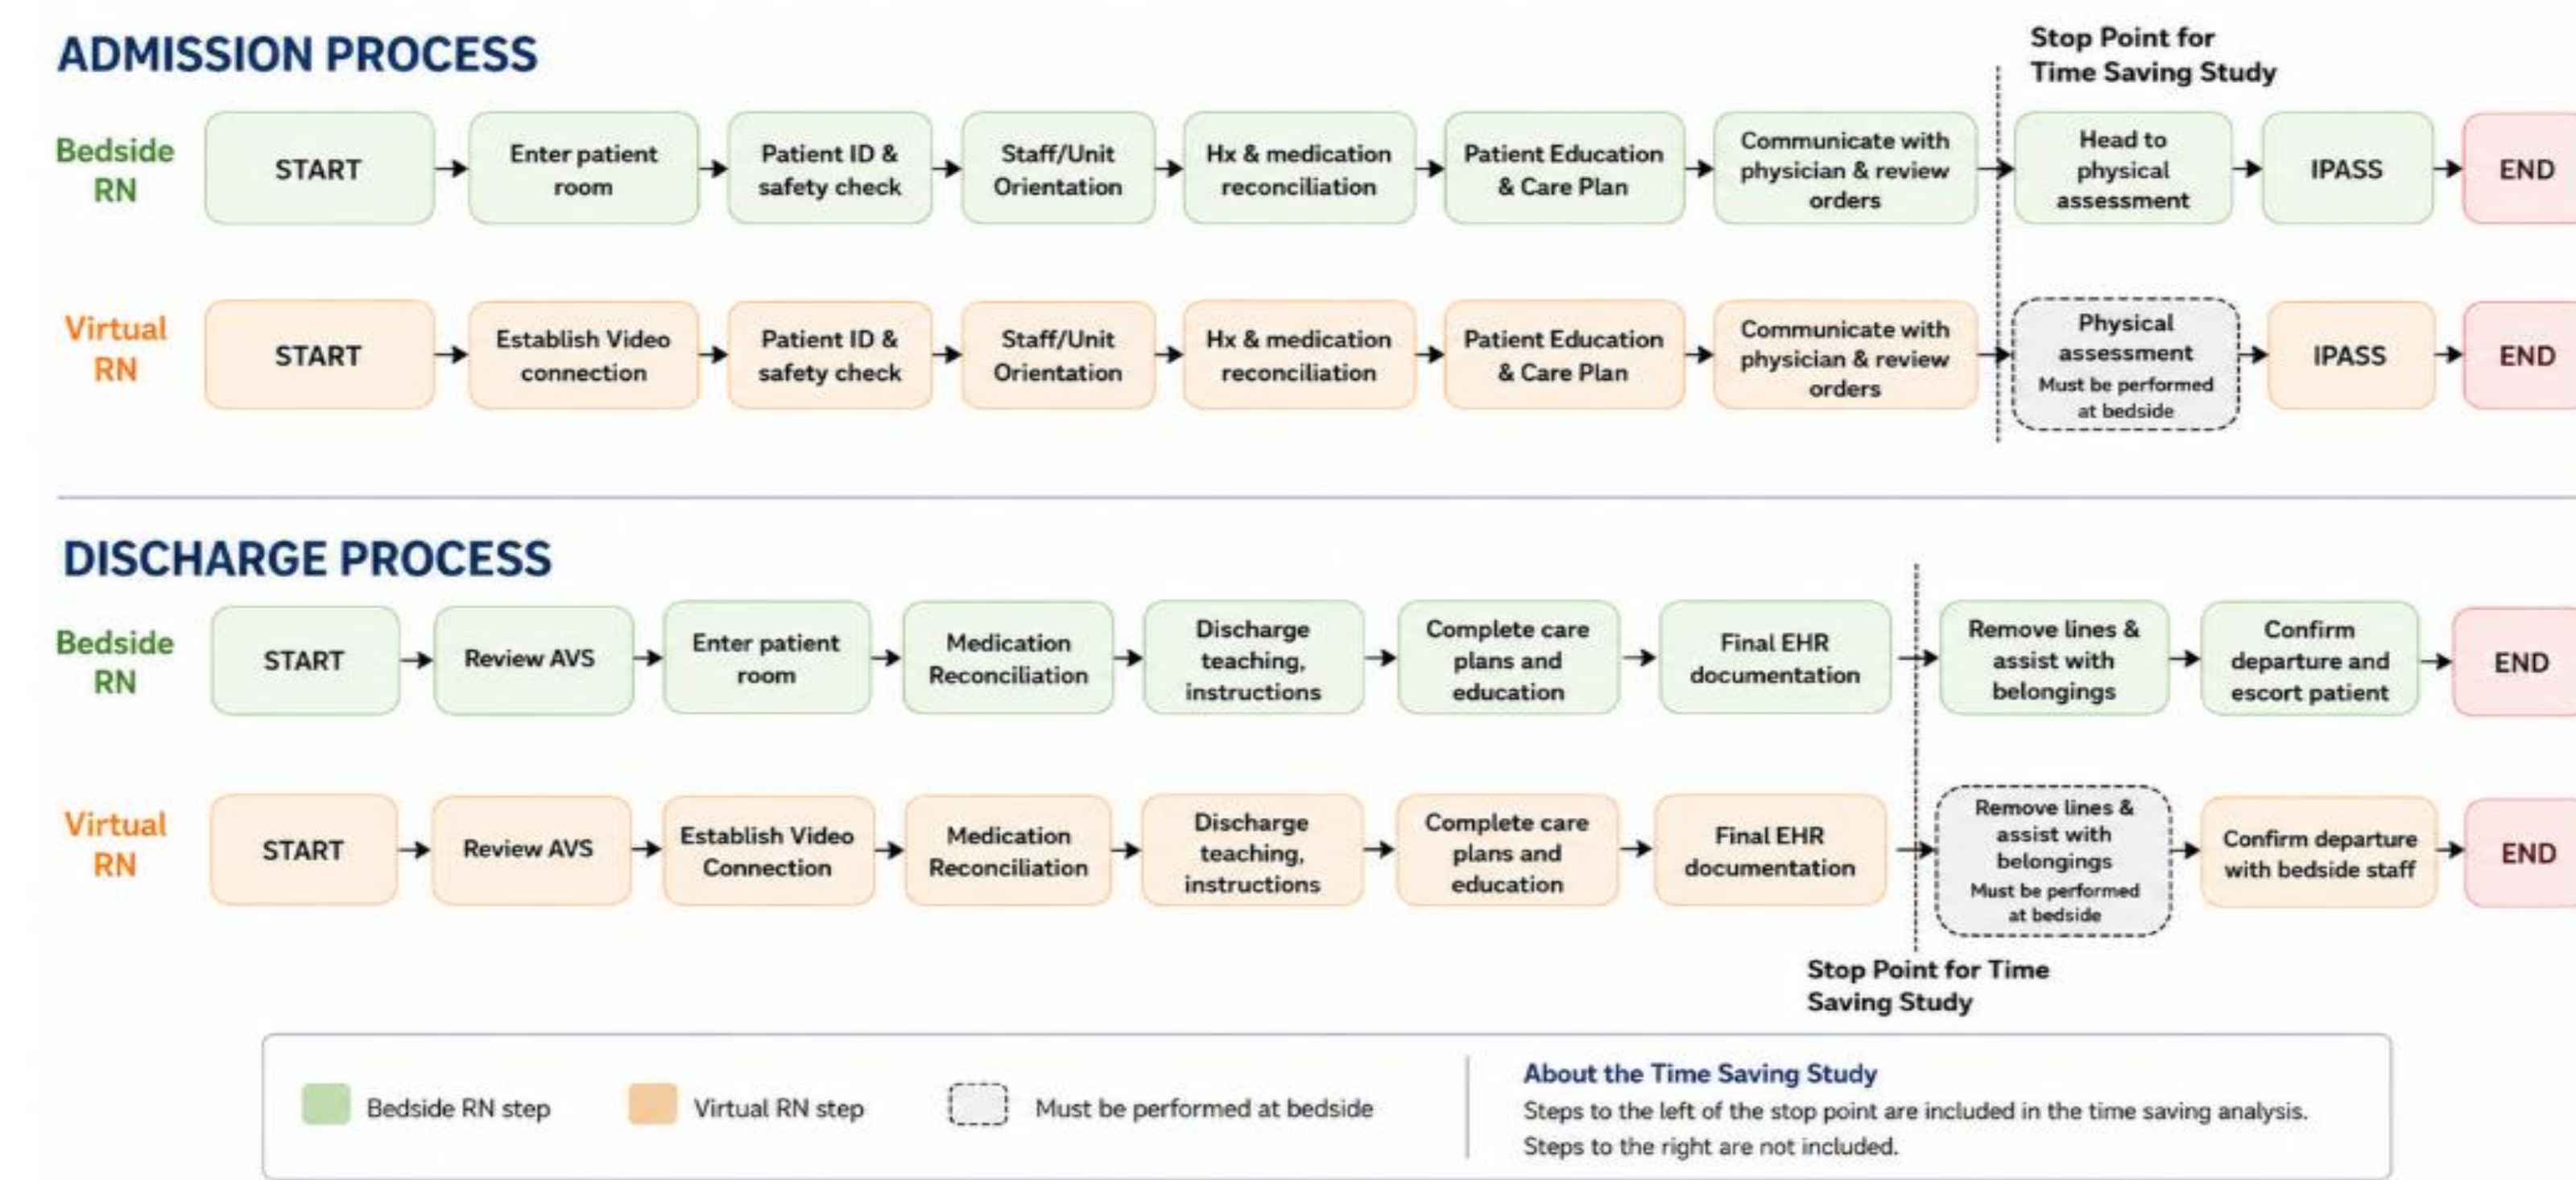 ADMISSION PROCESS
Stop Point for
Time Saving Study
Bedside
RN
START
Enter patient
room
Patient ID &
safety check
Staff/Unit
Orientation
Hx & medication
reconciliation
Patient Education
& Care Plan
Communicate with
physician & review
orders
Head to
physical
assessment
IPASS
END
Virtual
RN
START
Establish Video
connection
Patient ID &
safety check
Staff/Unit
Orientation
Hx & medication
reconciliation
Patient Education
& Care Plan
Communicate with
physician & review
orders
Physical
assessment
Must be performed
at bedside
IPASS
END
DISCHARGE PROCESS
Bedside
RN
START
Review AVS
Enter patient
room
Medication
Reconciliation
Discharge
teaching,
instructions
Complete care
plans and
education
Final EHR
documentation
Remove lines &
assist with
belongings
Confirm
departure and
escort patient
END
Virtual
RN
START
Review AVS
Establish Video
Connection
Medication
Reconciliation
Discharge
teaching,
instructions
Complete care
plans and
education
Final EHR
documentation
Remove lines &
assist with
belongings
Must be performed
at bedside
Confirm departure
with bedside staff
END
Stop Point for Time
Saving Study
Bedside RN step
Virtual RN step
Must be performed at bedside
About the Time Saving Study
Steps to the left of the stop point are included in the time saving analysis.
Steps to the right are not included.